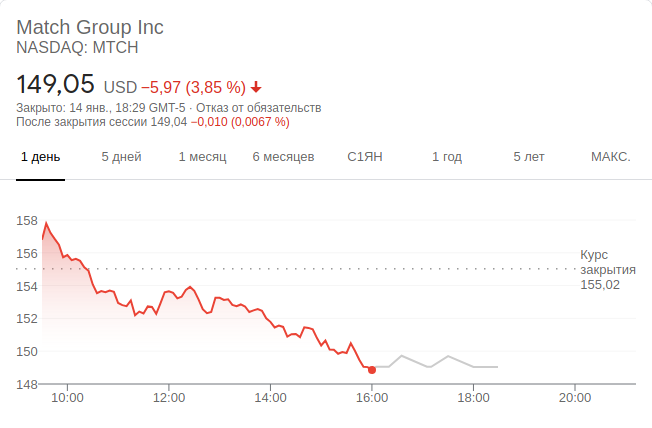 Match Group Inc
NASDAQ: MTCH
149,05 USD −5,97 (3,85 %)
Закрыто: 14 янв., 18:29 GMT-5 · Отказ от обязательств
После закрытия сессии 149,04 −0,010 (0,0067 %)
1 день 5 дней 1 месяц 6 месяцев С1ЯН 1 год 5 лет МАКС.
158
156
154
152
150
148
Курс
закрытия
155,02
10:00 12:00 14:00 16:00 18:00 20:00